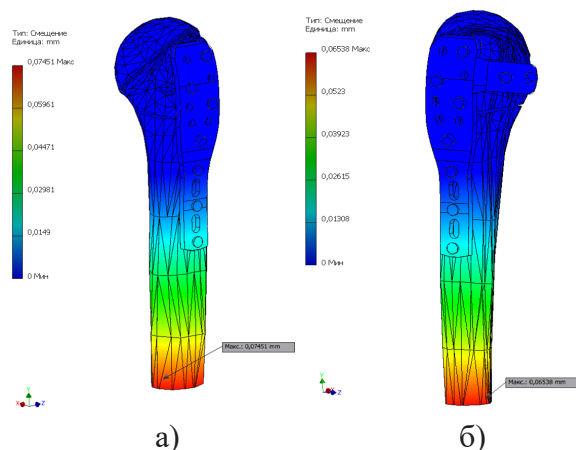 Тип: Смещение
Единица: mm
0,07451 Макс
0,05961
0,04471
0,02981
0,0149
0 Мин
Макс.: 0,07451 mm
Y
X
Z
а)
Тип: Смещение
Единица: mm
0,06538 Макс
0,0523
0,03923
0,02615
0,01308
0 Мин
Макс.: 0,06538 mm
Y
X
Z
б)